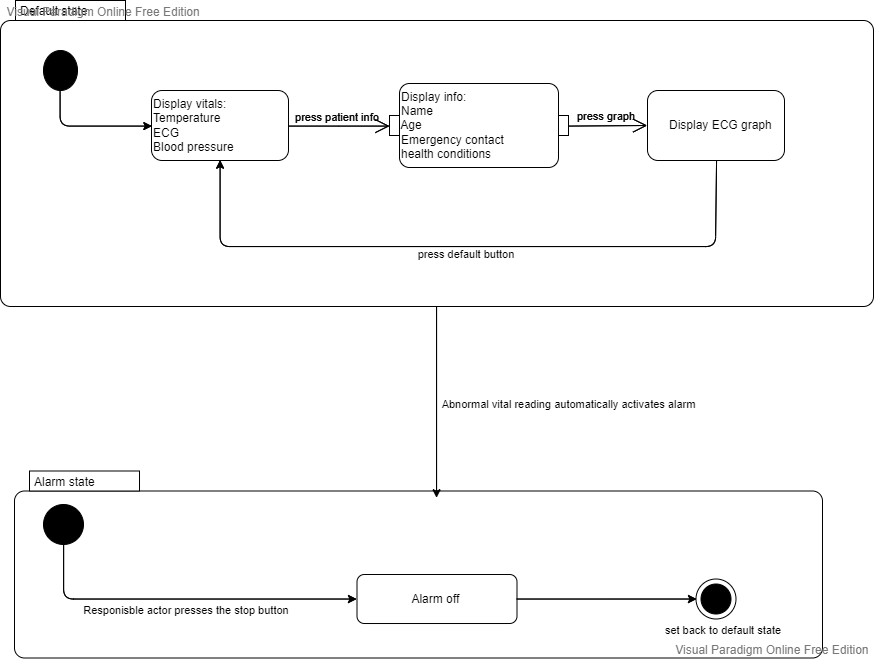 Visual Paradigm Online Free Edition
Default state
Display vitals:
Temperature
ECG
Blood pressure
press patient info
Display info:
Name
Age
Emergency contact
health conditions
press graph
Display ECG graph
press default button
Abnormal vital reading automatically activates alarm
Alarm state
Responisble actor presses the stop button
Alarm off
set back to default state
Visual Paradigm Online Free Edition